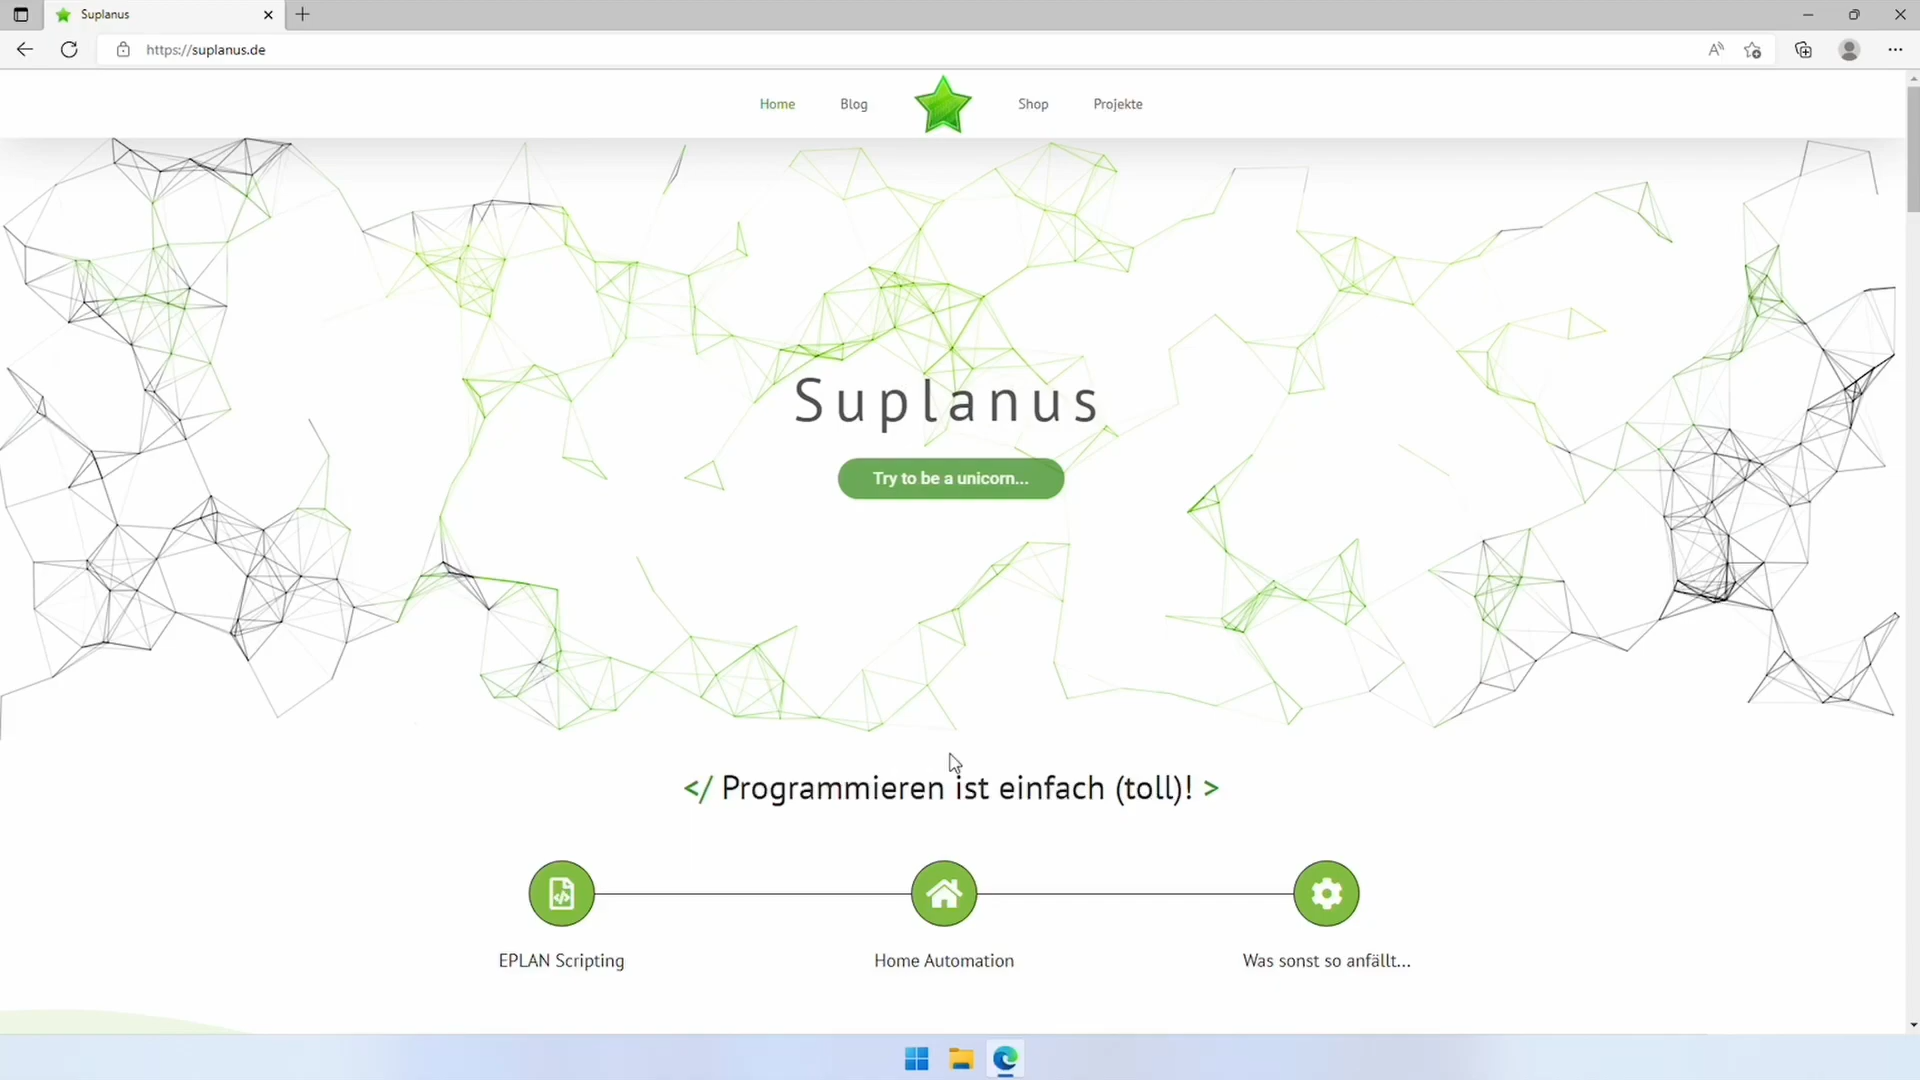 Suplanus
https://suplanus.de
Home
Blog
Shop
Projekte
Suplanus
Try to be a unicorn...
</ Programmieren ist einfach (toll)! >
EPLAN Scripting
Home Automation
Was sonst so anfällt...